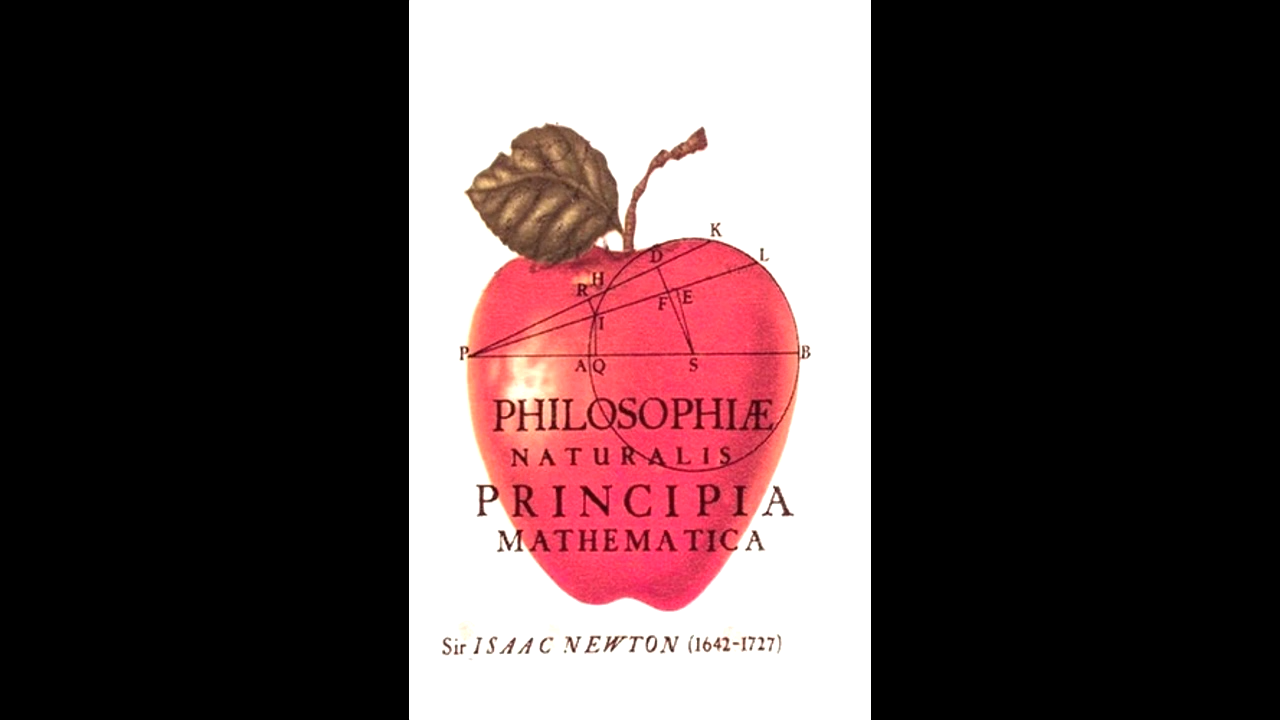 K
D
L
H
R
F E
I
P
A Q
S
B
PHILOSOPHIÆ
NATURALIS
PRINCIPIA
MATHEMATICA
Sir ISAAC NEWTON (1642-1727)